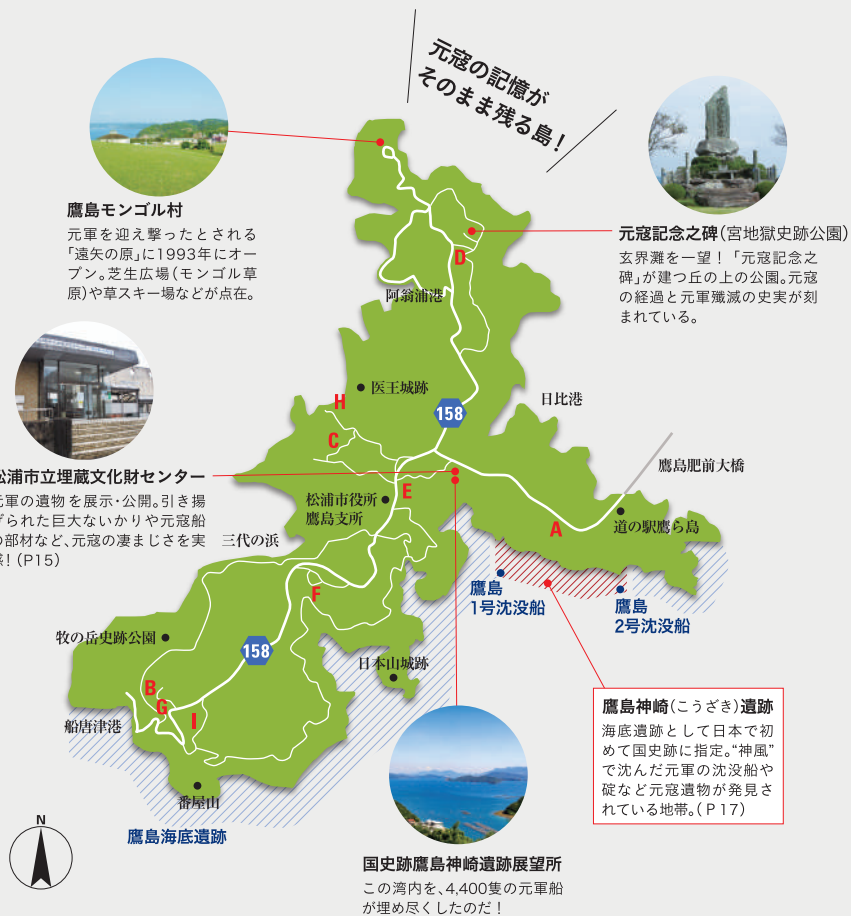 元寇の記憶が
そのまま残る島！
鷹島モンゴル村
元軍を迎え撃ったとされる
「遠矢の原」に1993年にオー
プン。芝生広場（モンゴル草
原）や草スキー場などが点在。
元寇記念之碑（宮地獄史跡公園）
玄界灘を一望！「元寇記念之
碑」が建つ丘の上の公園。元寇
の経過と元軍殲滅の史実が刻
まれている。
D
阿翁浦港
医王城跡
H
C
158
日比港
鷹島肥前大橋
松浦市立埋蔵文化財センター
元軍の遺物を展示・公開。引き揚
げられた巨大ないかりや元寇船
の部材など、元寇の凄まじさを実
感！（P15）
E
松浦市役所
鷹島支所
A
道の駅鷹ら島
三代の浜
鷹島
1号沈没船
鷹島
2号沈没船
F
牧の岳史跡公園
158
日本山城跡
B
G
I
船唐津港
番屋山
鷹島海底遺跡
鷹島神崎（こうざき）遺跡
海底遺跡として日本で初
めて国史跡に指定。“神風”
で沈んだ元軍の沈没船や
碇など元寇遺物が発見さ
れている地帯。（P17）
N
国史跡鷹島神崎遺跡展望所
この湾内を、4,400隻の元軍船
が埋め尽くしたのだ！